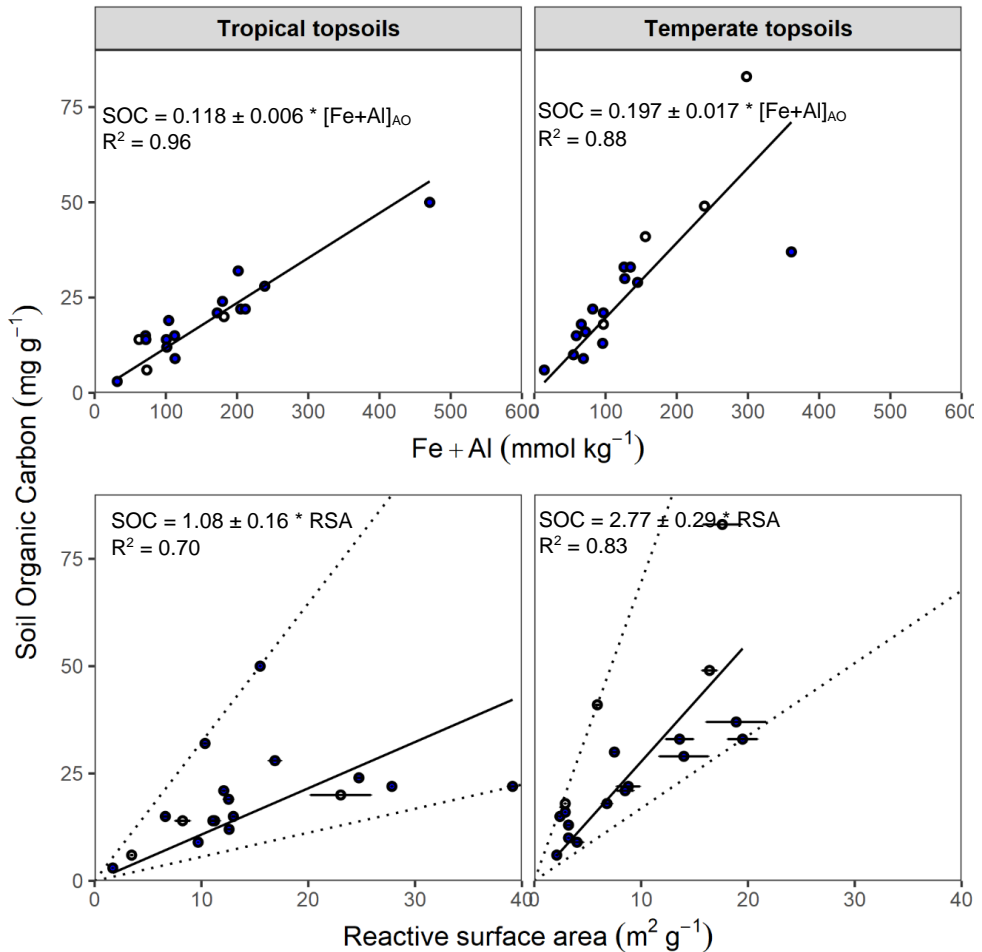 Tropical topsoils
Temperate topsoils
SOC = 0.118 ± 0.006 * [Fe+Al]AO
R² = 0.96
SOC = 0.197 ± 0.017 * [Fe+Al]AO
R² = 0.88
75
50
25
0
0 100 200 300 400 500 600
0 100 200 300 400 500 600
Fe + Al (mmol kg⁻¹)
Soil Organic Carbon (mg g⁻¹)
SOC = 1.08 ± 0.16 * RSA
R² = 0.70
SOC = 2.77 ± 0.29 * RSA
R² = 0.83
75
50
25
0
0 10 20 30 40
0 10 20 30 40
Reactive surface area (m² g⁻¹)